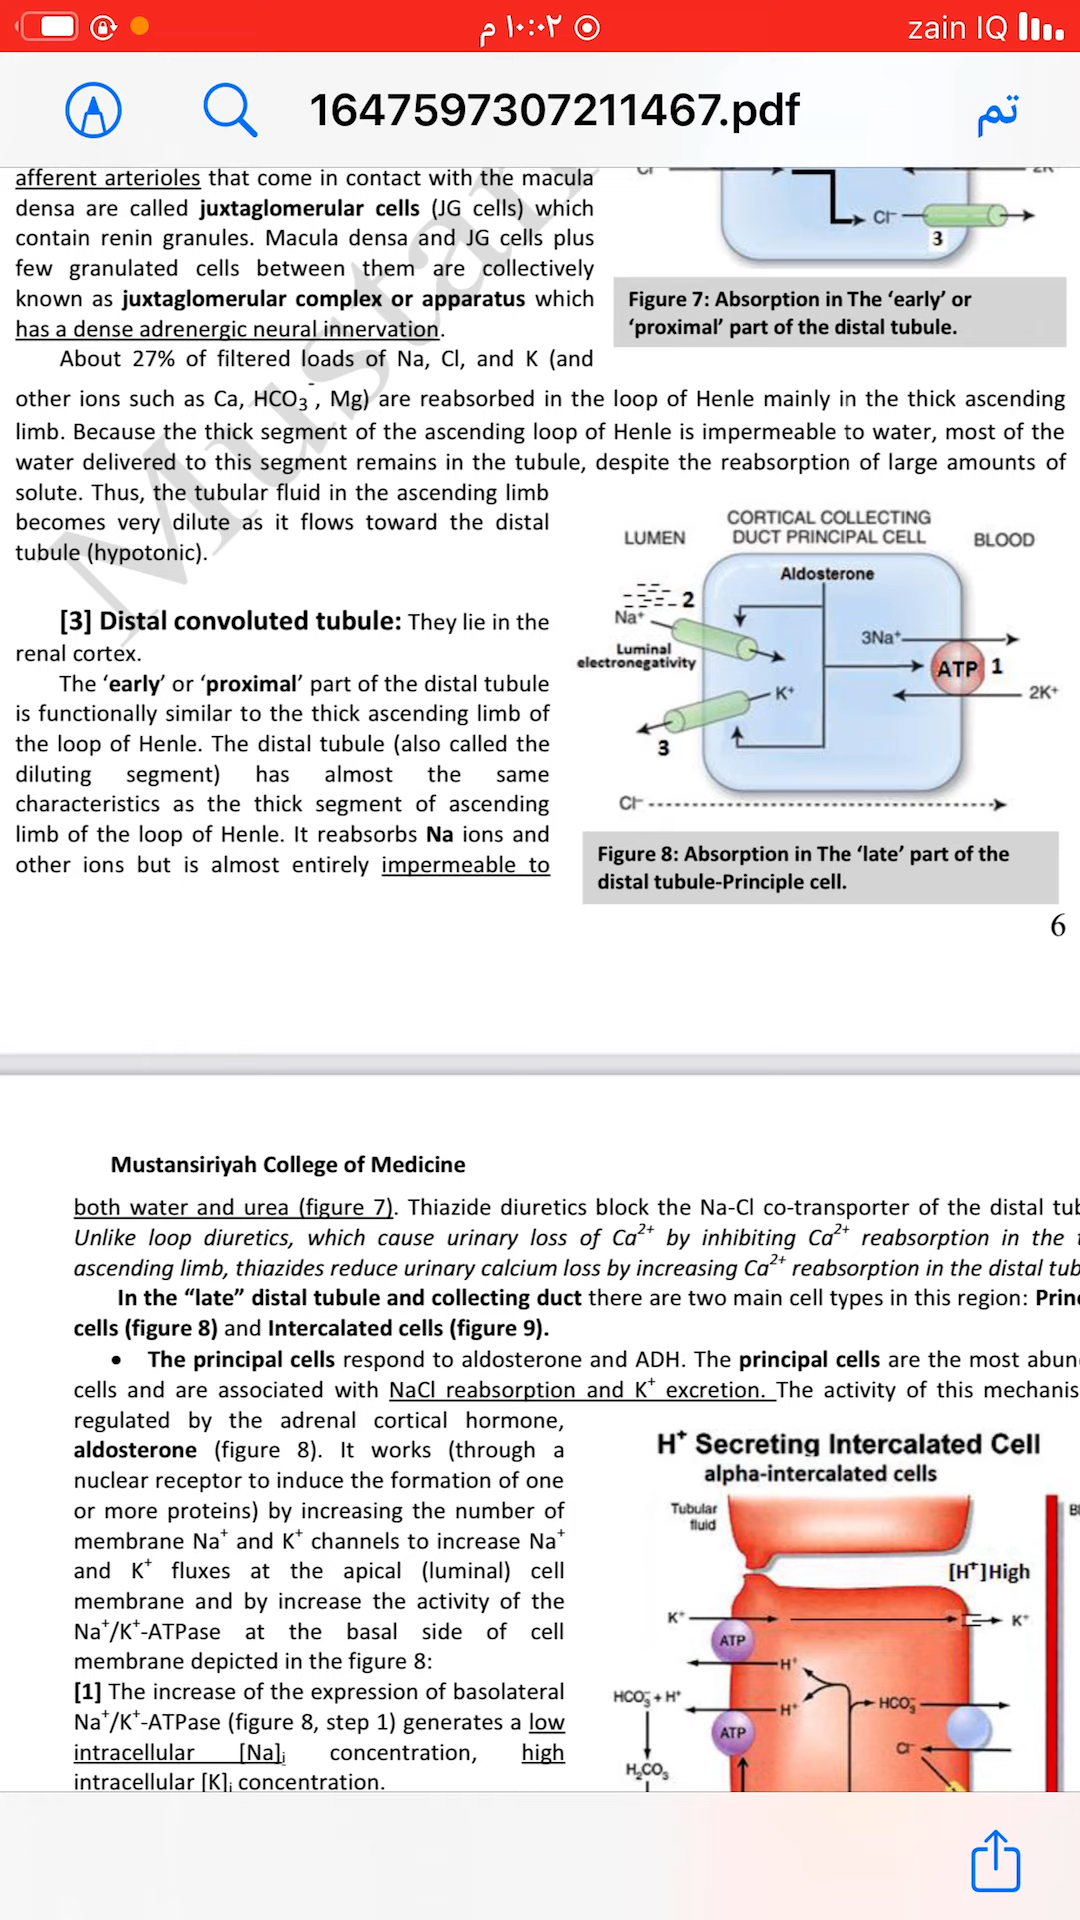 ١٠:٠٢ م
zain IQ
1647597307211467.pdf
تم
afferent arterioles that come in contact with the macula
densa are called juxtaglomerular cells (JG cells) which
contain renin granules. Macula densa and JG cells plus
few granulated cells between them are collectively
known as juxtaglomerular complex or apparatus which
has a dense adrenergic neural innervation.
About 27% of filtered loads of Na, Cl, and K (and
Cl⁻
3
Figure 7: Absorption in The ‘early’ or
‘proximal’ part of the distal tubule.
other ions such as Ca, HCO₃⁻, Mg) are reabsorbed in the loop of Henle mainly in the thick ascending
limb. Because the thick segment of the ascending loop of Henle is impermeable to water, most of the
water delivered to this segment remains in the tubule, despite the reabsorption of large amounts of
solute. Thus, the tubular fluid in the ascending limb
becomes very dilute as it flows toward the distal
tubule (hypotonic).
[3] Distal convoluted tubule: They lie in the
renal cortex.
The ‘early’ or ‘proximal’ part of the distal tubule
is functionally similar to the thick ascending limb of
the loop of Henle. The distal tubule (also called the
diluting segment) has almost the same
characteristics as the thick segment of ascending
limb of the loop of Henle. It reabsorbs Na ions and
other ions but is almost entirely impermeable to
LUMEN
CORTICAL COLLECTING
DUCT PRINCIPAL CELL
BLOOD
Aldosterone
2
Na⁺
Luminal
electronegativity
3Na⁺
ATP 1
K⁺
2K⁺
3
Cl⁻
Figure 8: Absorption in The ‘late’ part of the
distal tubule-Principle cell.
6
Mustansiriyah College of Medicine
both water and urea (figure 7). Thiazide diuretics block the Na-Cl co-transporter of the distal tub
Unlike loop diuretics, which cause urinary loss of Ca²⁺ by inhibiting Ca²⁺ reabsorption in the
ascending limb, thiazides reduce urinary calcium loss by increasing Ca²⁺ reabsorption in the distal tub
In the “late” distal tubule and collecting duct there are two main cell types in this region: Princ
cells (figure 8) and Intercalated cells (figure 9).
• The principal cells respond to aldosterone and ADH. The principal cells are the most abun
cells and are associated with NaCl reabsorption and K⁺ excretion. The activity of this mechanis
regulated by the adrenal cortical hormone,
aldosterone (figure 8). It works (through a
nuclear receptor to induce the formation of one
or more proteins) by increasing the number of
membrane Na⁺ and K⁺ channels to increase Na⁺
and K⁺ fluxes at the apical (luminal) cell
membrane and by increase the activity of the
Na⁺/K⁺-ATPase at the basal side of cell
membrane depicted in the figure 8:
[1] The increase of the expression of basolateral
Na⁺/K⁺-ATPase (figure 8, step 1) generates a low
intracellular [Na]ᵢ concentration, high
intracellular [K]ᵢ concentration.
H⁺ Secreting Intercalated Cell
alpha-intercalated cells
Tubular
fluid
[H⁺]High
K⁺
K⁺
ATP
H⁺
HCO₃⁻ + H⁺
H⁺
HCO₃⁻
ATP
Cl⁻
H₂CO₃